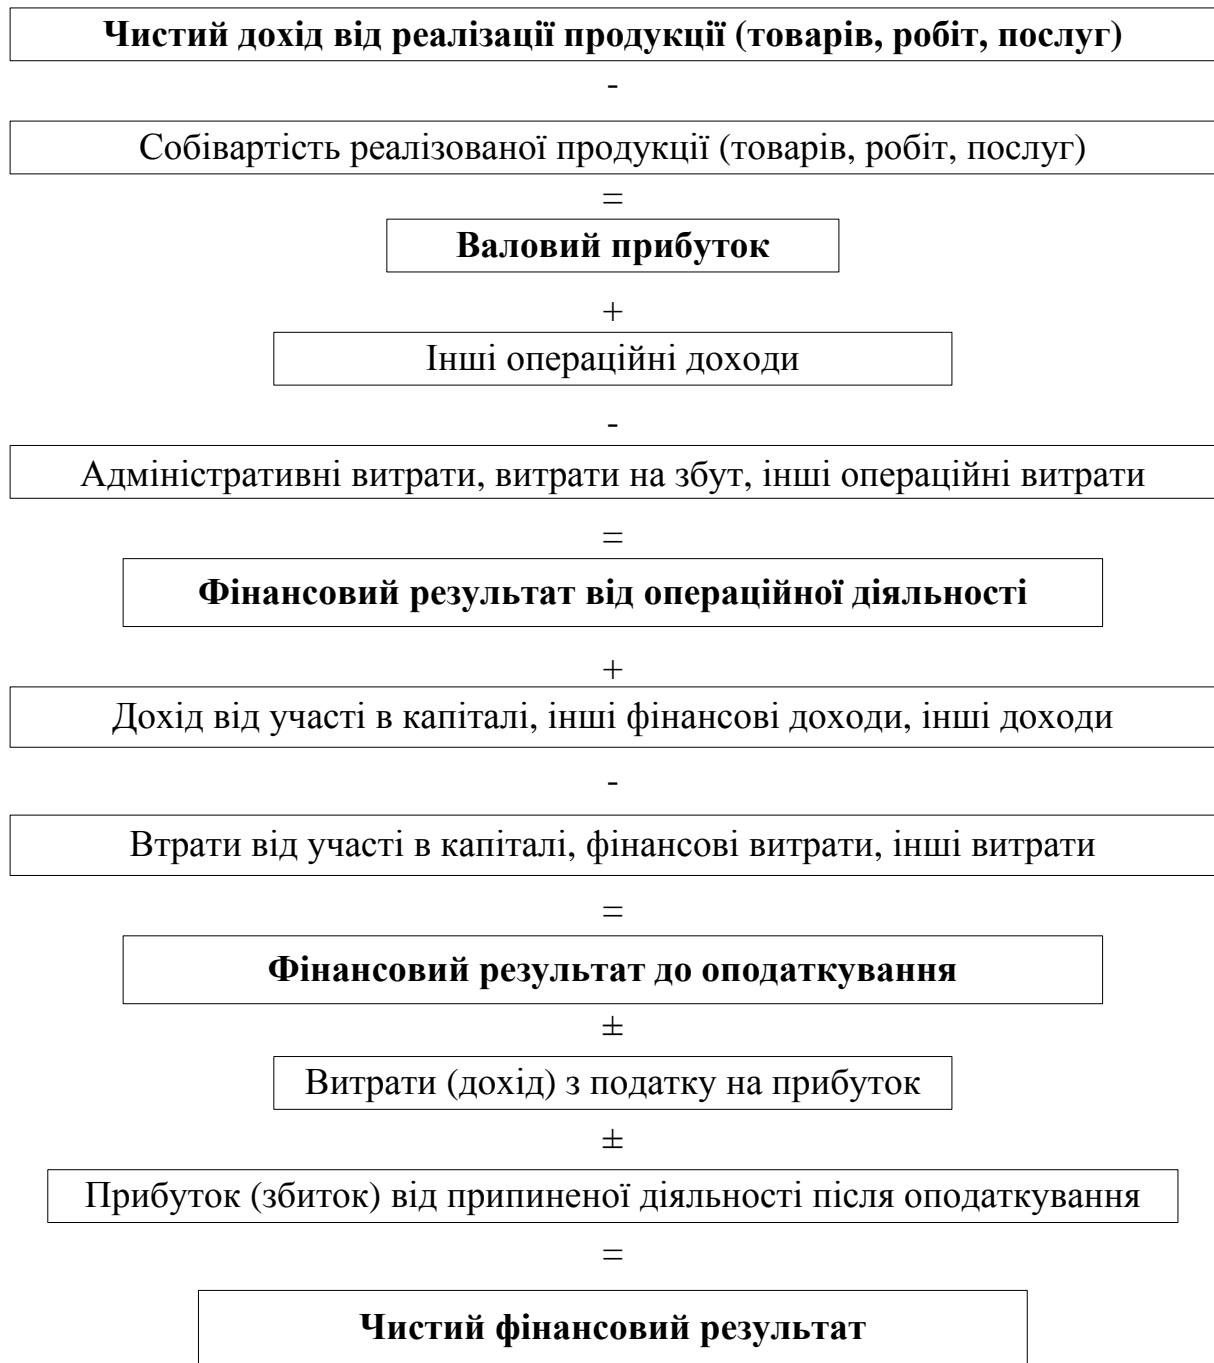 Чистий дохід від реалізації продукції (товарів, робіт, послуг)
-
Собівартість реалізованої продукції (товарів, робіт, послуг)
=
Валовий прибуток
+
Інші операційні доходи
-
Адміністративні витрати, витрати на збут, інші операційні витрати
=
Фінансовий результат від операційної діяльності
+
Дохід від участі в капіталі, інші фінансові доходи, інші доходи
-
Втрати від участі в капіталі, фінансові витрати, інші витрати
=
Фінансовий результат до оподаткування
±
Витрати (дохід) з податку на прибуток
±
Прибуток (збиток) від припиненої діяльності після оподаткування
=
Чистий фінансовий результат